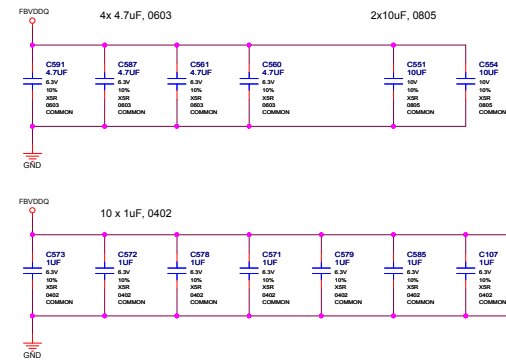 FBVDDQ
4x 4.7uF, 0603
2x10uF, 0805
C591
4.7UF
6.3V
10%
X5R
0603
COMMON
C587
4.7UF
6.3V
10%
X5R
0603
COMMON
C561
4.7UF
6.3V
10%
X5R
0603
COMMON
C560
4.7UF
6.3V
10%
X5R
0603
COMMON
C551
10UF
10V
10%
X5R
0805
COMMON
C554
10UF
10V
10%
X5R
0805
COMMON
GND
FBVDDQ
10 x 1uF, 0402
C573
1UF
6.3V
10%
X5R
0402
COMMON
C572
1UF
6.3V
10%
X5R
0402
COMMON
C578
1UF
6.3V
10%
X5R
0402
COMMON
C571
1UF
6.3V
10%
X5R
0402
COMMON
C579
1UF
6.3V
10%
X5R
0402
COMMON
C585
1UF
6.3V
10%
X5R
0402
COMMON
C107
1UF
6.3V
10%
X5R
0402
COMMON
GND